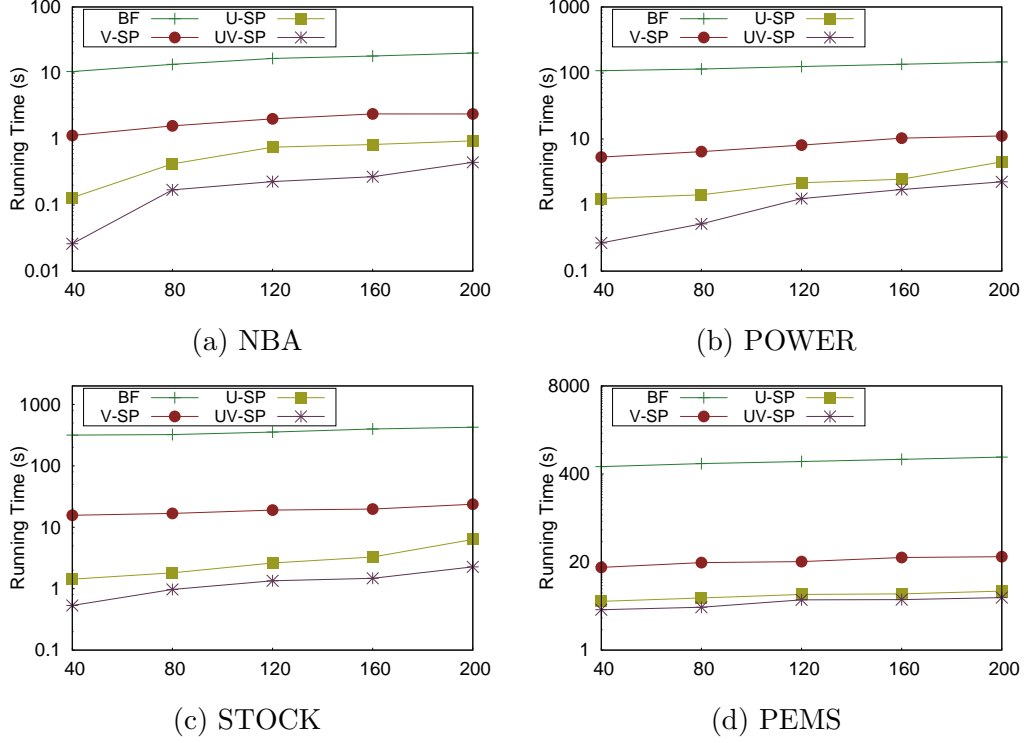 BF U-SP
V-SP UV-SP
Running Time (s)
100
10
1
0.1
0.01
40 80 120 160 200
(a) NBA
BF U-SP
V-SP UV-SP
Running Time (s)
1000
100
10
1
0.1
40 80 120 160 200
(b) POWER
BF U-SP
V-SP UV-SP
Running Time (s)
1000
100
10
1
0.1
40 80 120 160 200
(c) STOCK
BF U-SP
V-SP UV-SP
Running Time (s)
8000
400
20
1
40 80 120 160 200
(d) PEMS